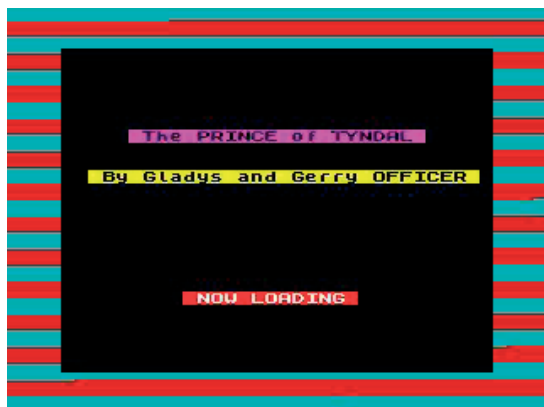 The PRINCE of TYNDAL
By Gladys and Gerry OFFICER
NOW LOADING